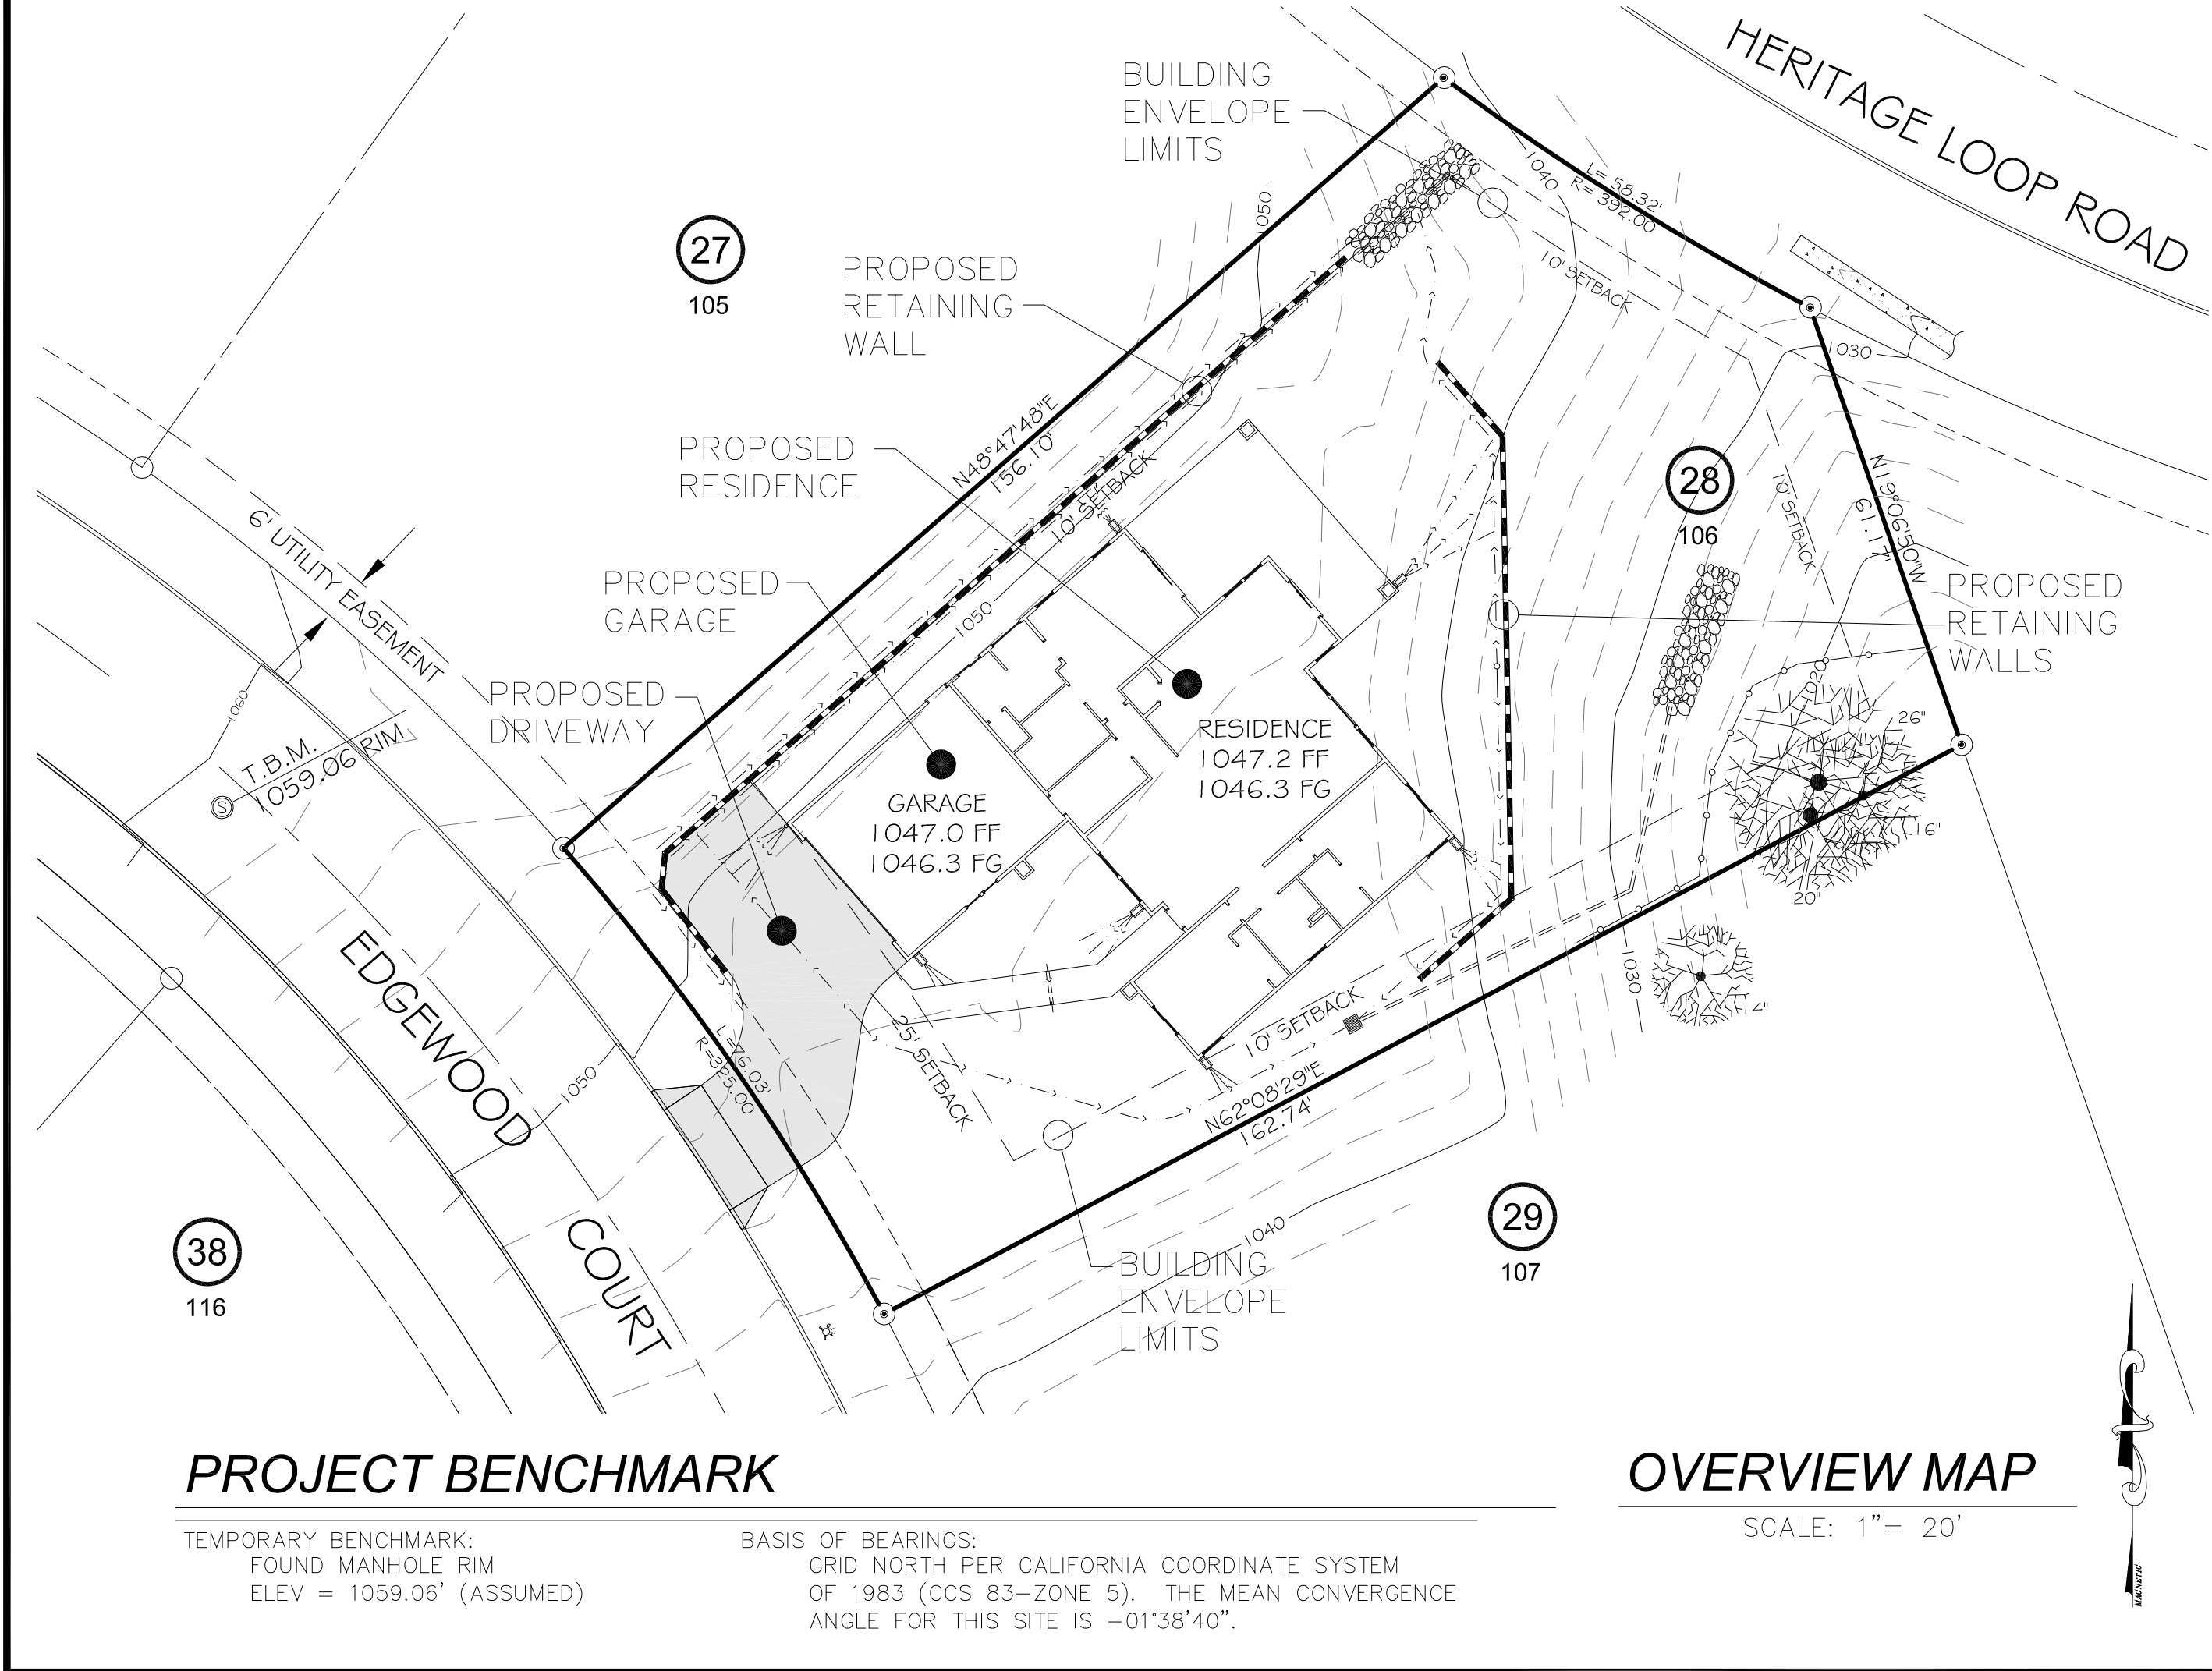 HERITAGE LOOP ROAD
BUILDING
ENVELOPE
LIMITS
1040
L= 58.32'
R= 392.00
27
105
1050
PROPOSED
RETAINING
WALL
10' SETBACK
1030
N48°47'48"E
156.10'
PROPOSED
RESIDENCE
10' SETBACK
28
106
10' SETBACK
N19°06'50"W
61.17'
6' UTILITY EASEMENT
PROPOSED
GARAGE
1050
PROPOSED
RETAINING
WALLS
1060
PROPOSED
DRIVEWAY
1020
T.B.M.
1059.06 RIM
S
RESIDENCE
1047.2 FF
1046.3 FG
26"
GARAGE
1047.0 FF
1046.3 FG
16"
20"
EDGEWOOD
COURT
1030
14"
10' SETBACK
25' SETBACK
L=76.03'
R=325.00
1050
N62°08'29"E
162.74'
38
116
29
107
1040
BUILDING
ENVELOPE
LIMITS
PROJECT BENCHMARK
TEMPORARY BENCHMARK:
FOUND MANHOLE RIM
ELEV = 1059.06' (ASSUMED)
BASIS OF BEARINGS:
GRID NORTH PER CALIFORNIA COORDINATE SYSTEM
OF 1983 (CCS 83-ZONE 5). THE MEAN CONVERGENCE
ANGLE FOR THIS SITE IS -01°38'40".
OVERVIEW MAP
SCALE: 1"= 20'
MAGNETIC